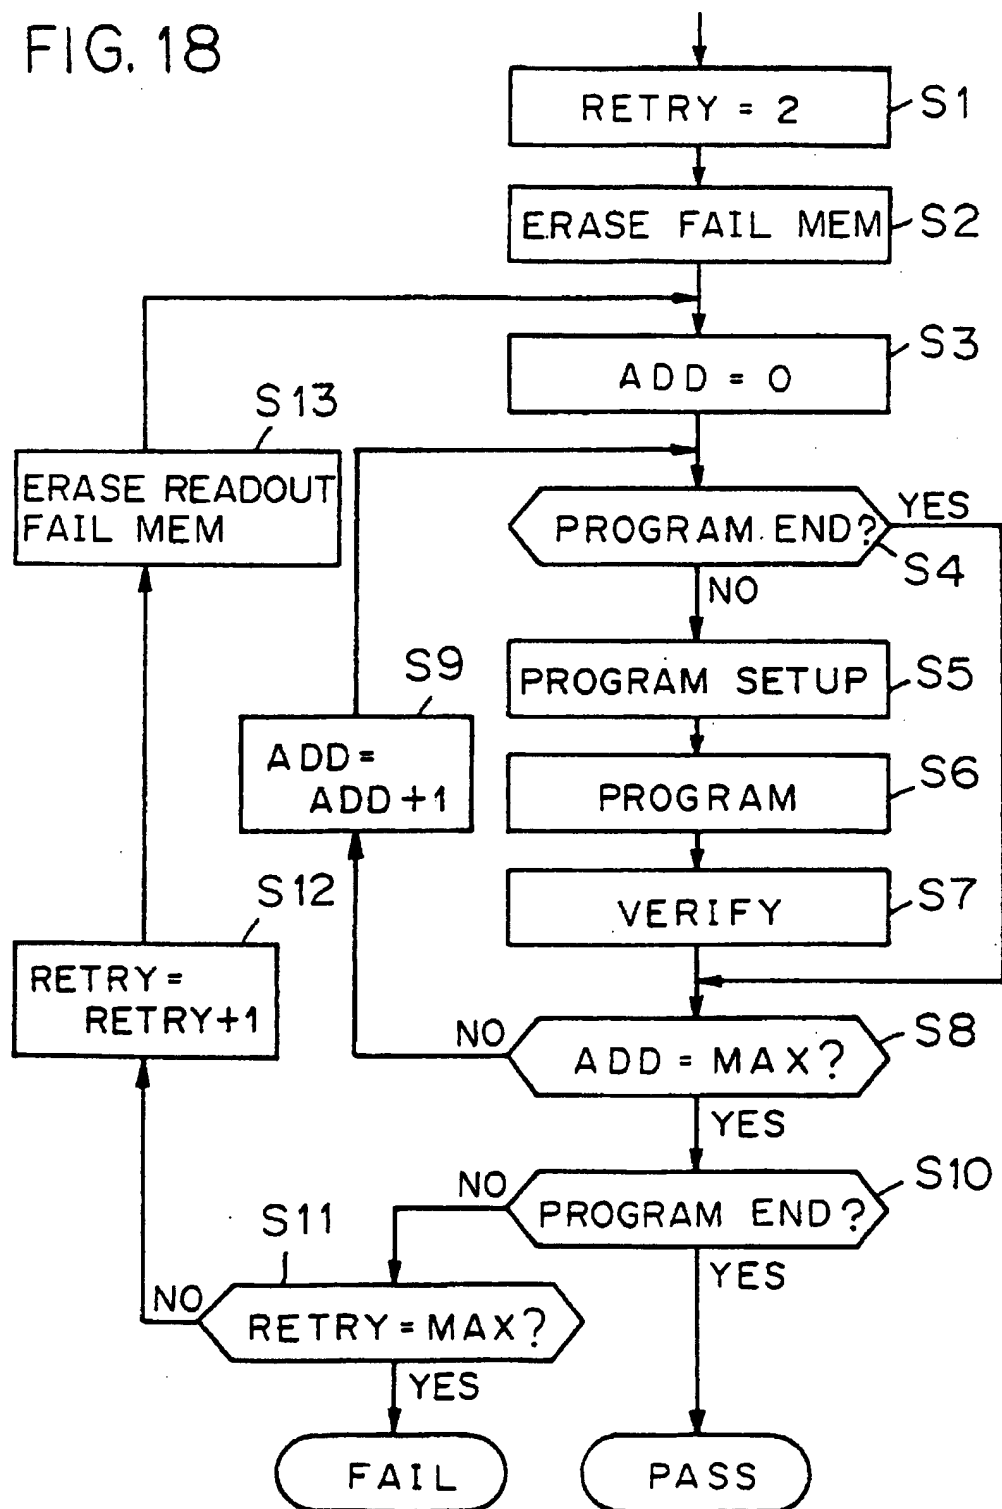 FIG. 18
RETRY = 2
S1
ERASE FAIL MEM
S2
ADD = 0
S3
S13
ERASE READOUT
FAIL MEM
PROGRAM END?
YES
S4
NO
PROGRAM SETUP
S5
S9
ADD =
ADD + 1
PROGRAM
S6
VERIFY
S7
S12
RETRY =
RETRY+1
NO
ADD = MAX?
S8
YES
NO
PROGRAM END?
S10
YES
S11
NO
RETRY = MAX?
YES
FAIL
PASS